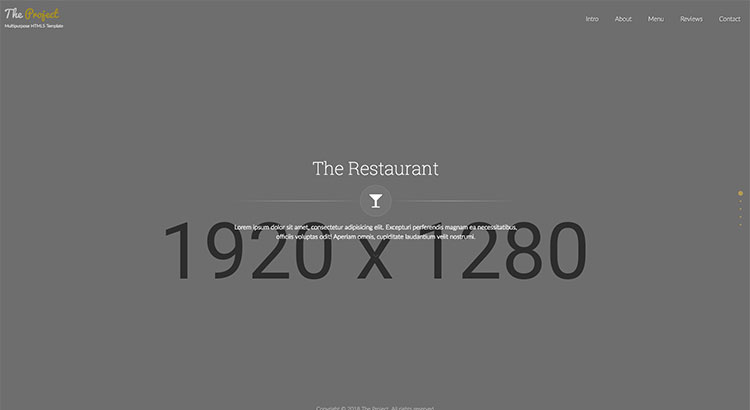 The Project
Multipurpose HTML5 Template
Intro About Menu Reviews Contact
The Restaurant
Lorem ipsum dolor sit amet, consectetur adipisicing elit. Excepturi perferendis magnam ea necessitatibus,
officiis voluptas odit! Aperiam omnis, cupiditate laudantium velit nostrum.
1920 x 1280
Copyright © 2018 The Project. All rights reserved